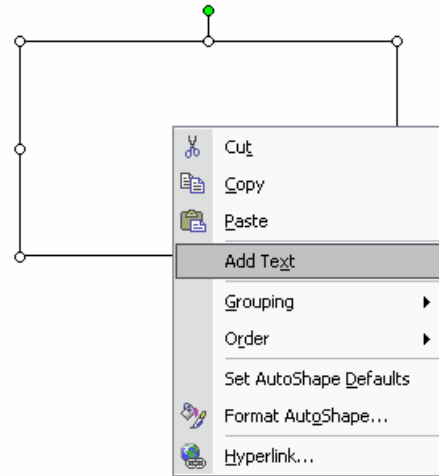 Cut
Copy
Paste
Add Text
Grouping
Order
Set AutoShape Defaults
Format AutoShape...
Hyperlink...